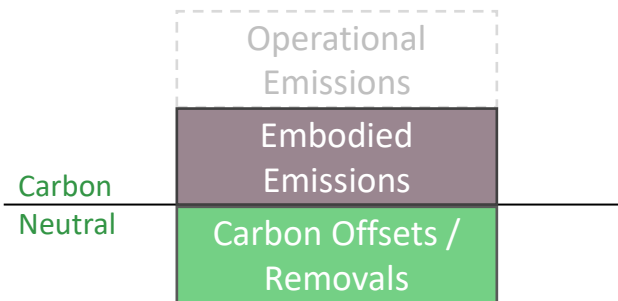 Operational
Emissions
Embodied
Emissions
Carbon
Neutral
Carbon Offsets /
Removals